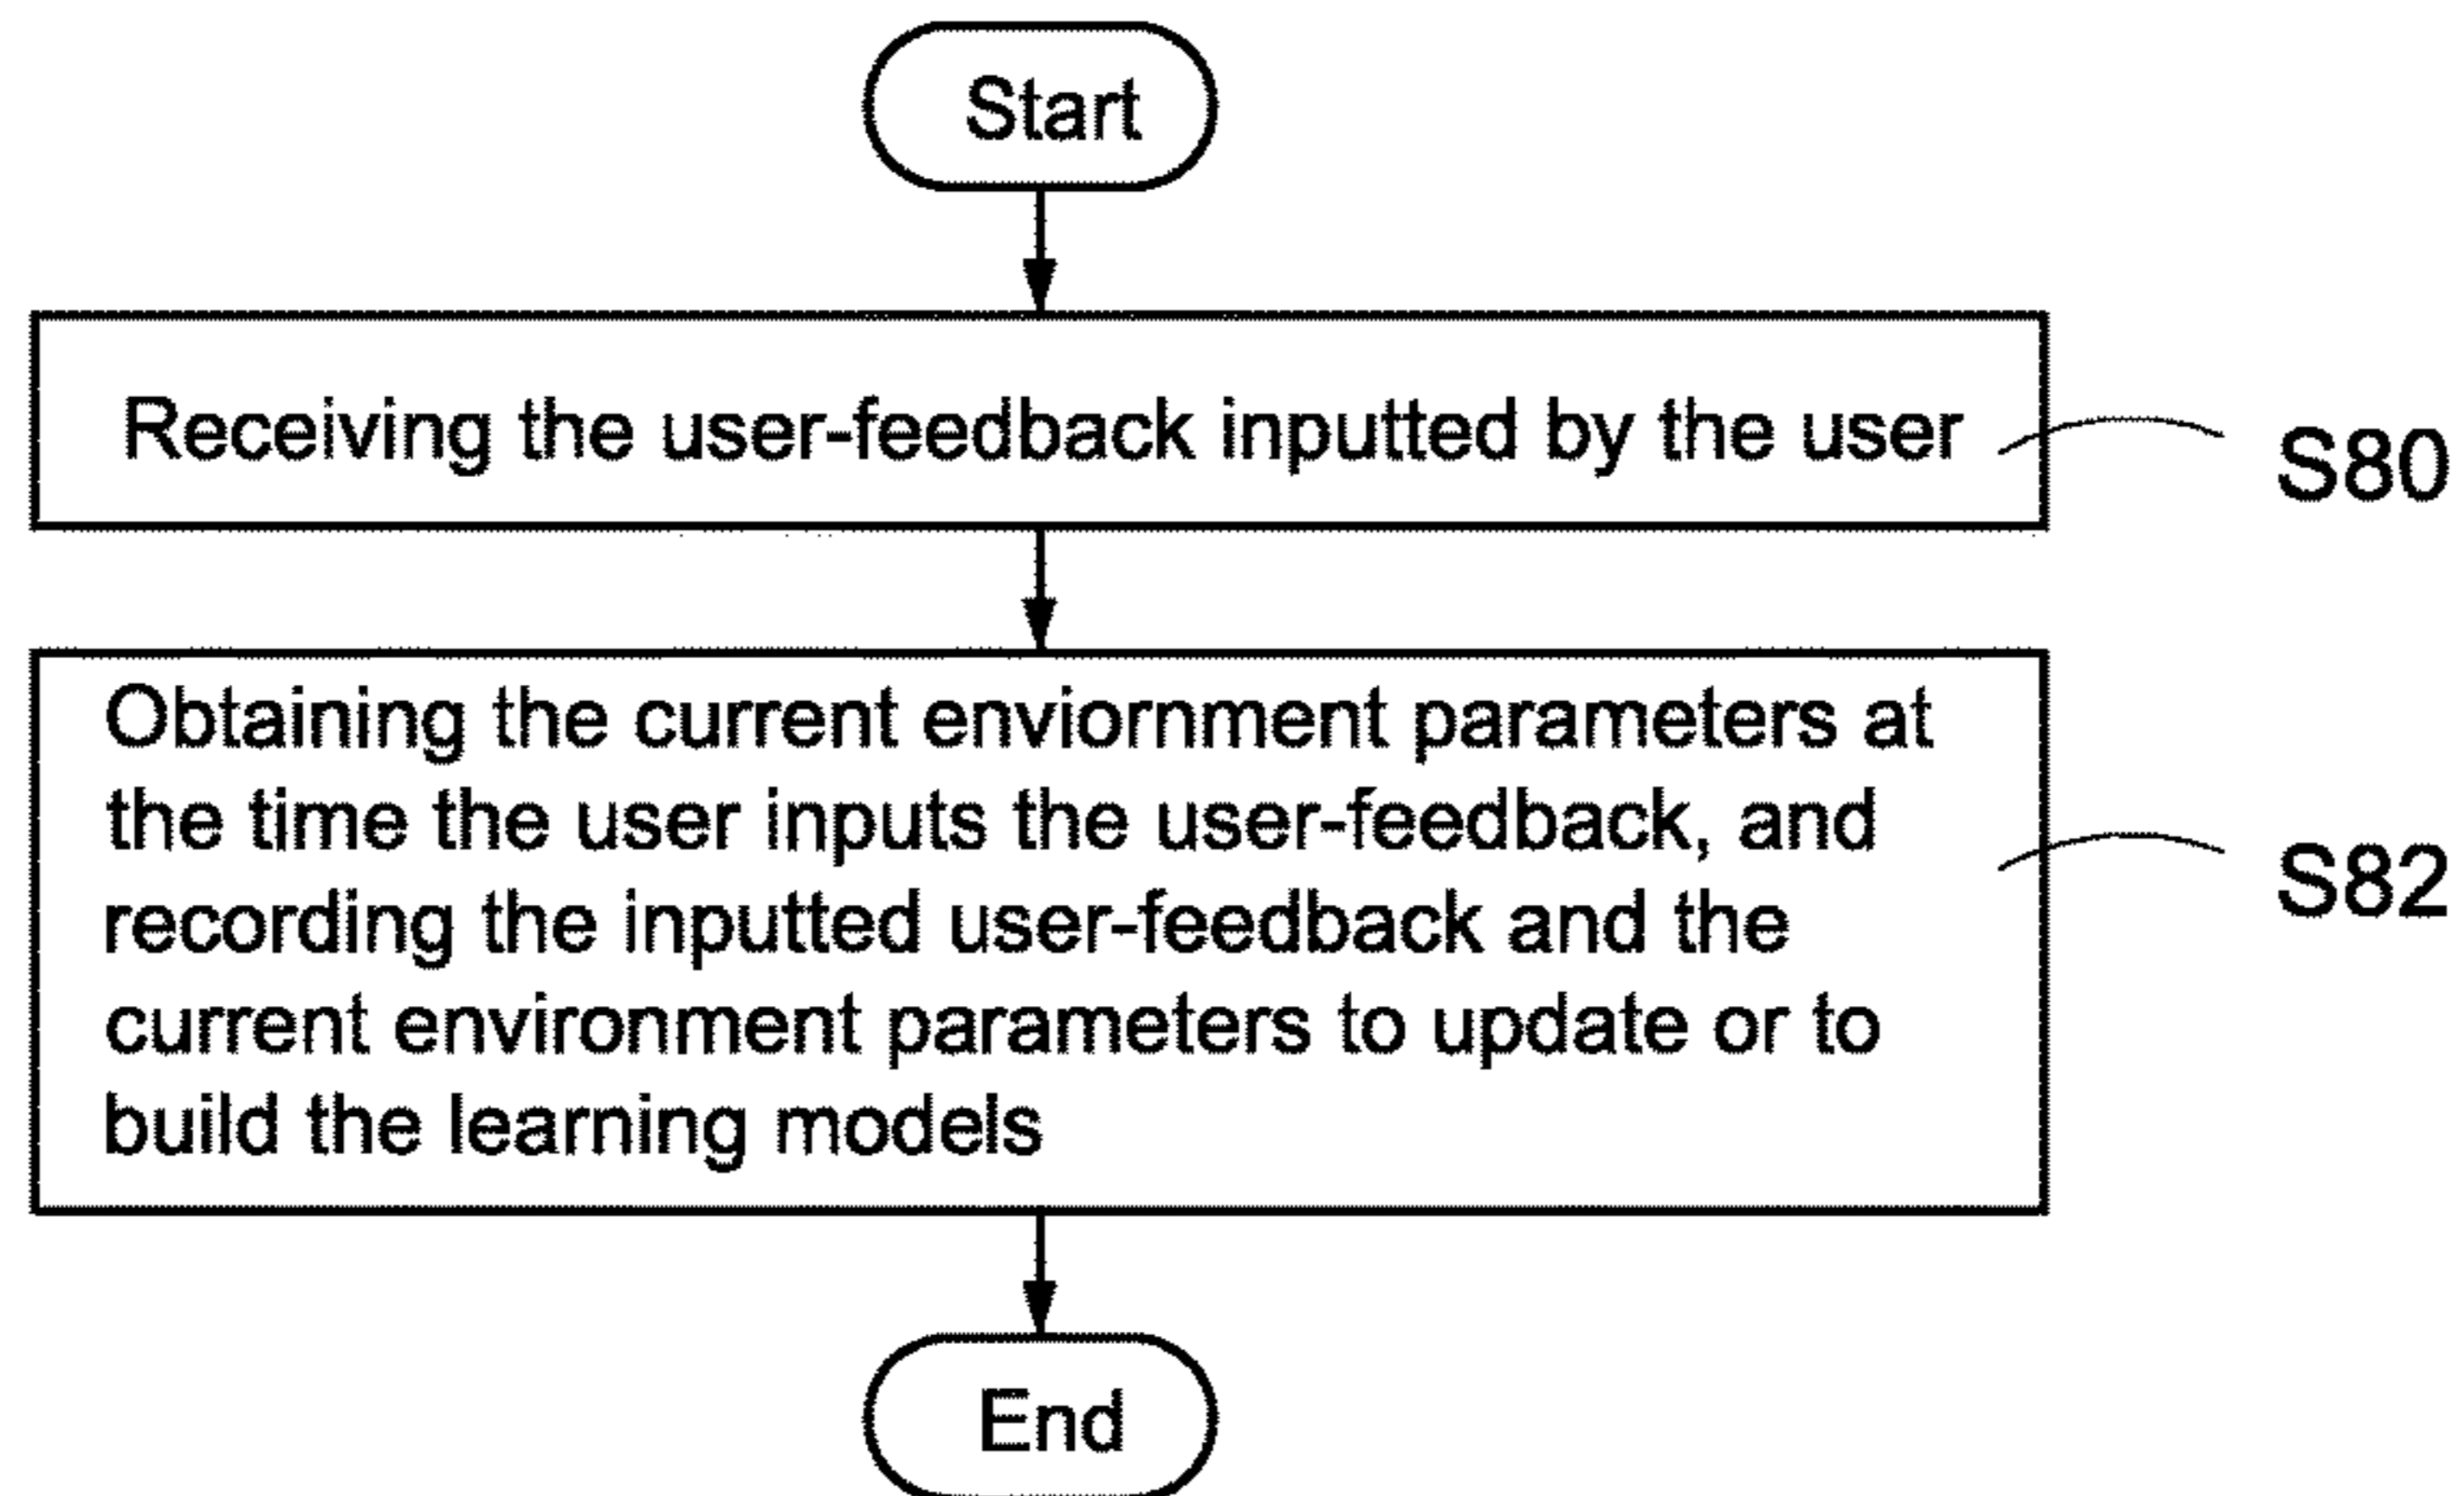 Start
Receiving the user-feedback inputted by the user
S80
Obtaining the current enviornment parameters at
the time the user inputs the user-feedback, and
recording the inputted user-feedback and the
current environment parameters to update or to
build the learning models
S82
End